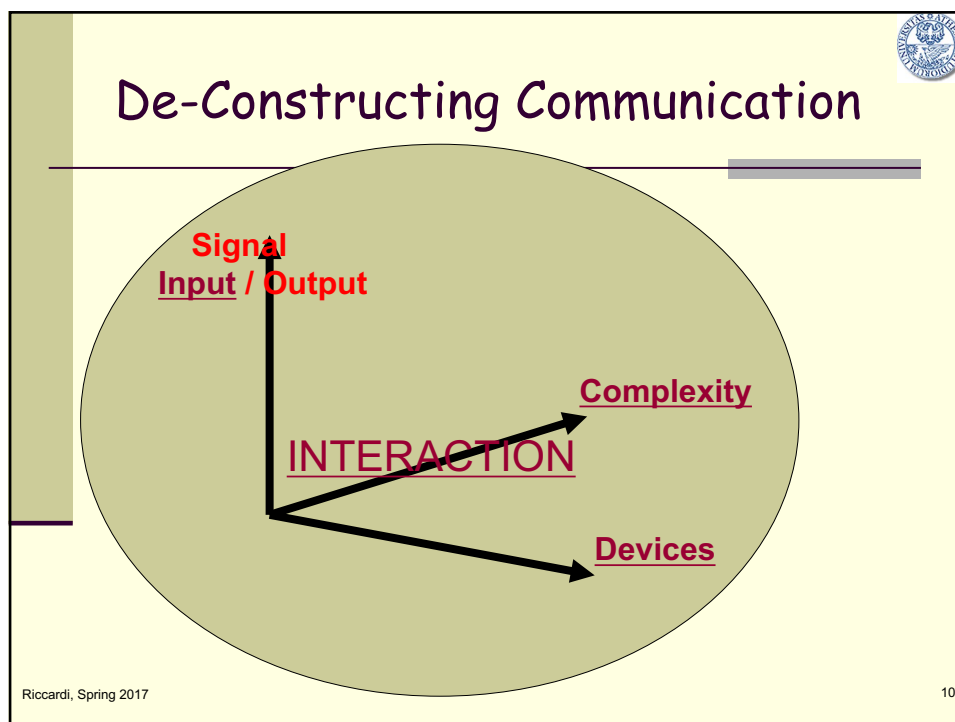 De-Constructing Communication
Signal
Input / Output
Complexity
INTERACTION
Devices
Riccardi, Spring 2017
10